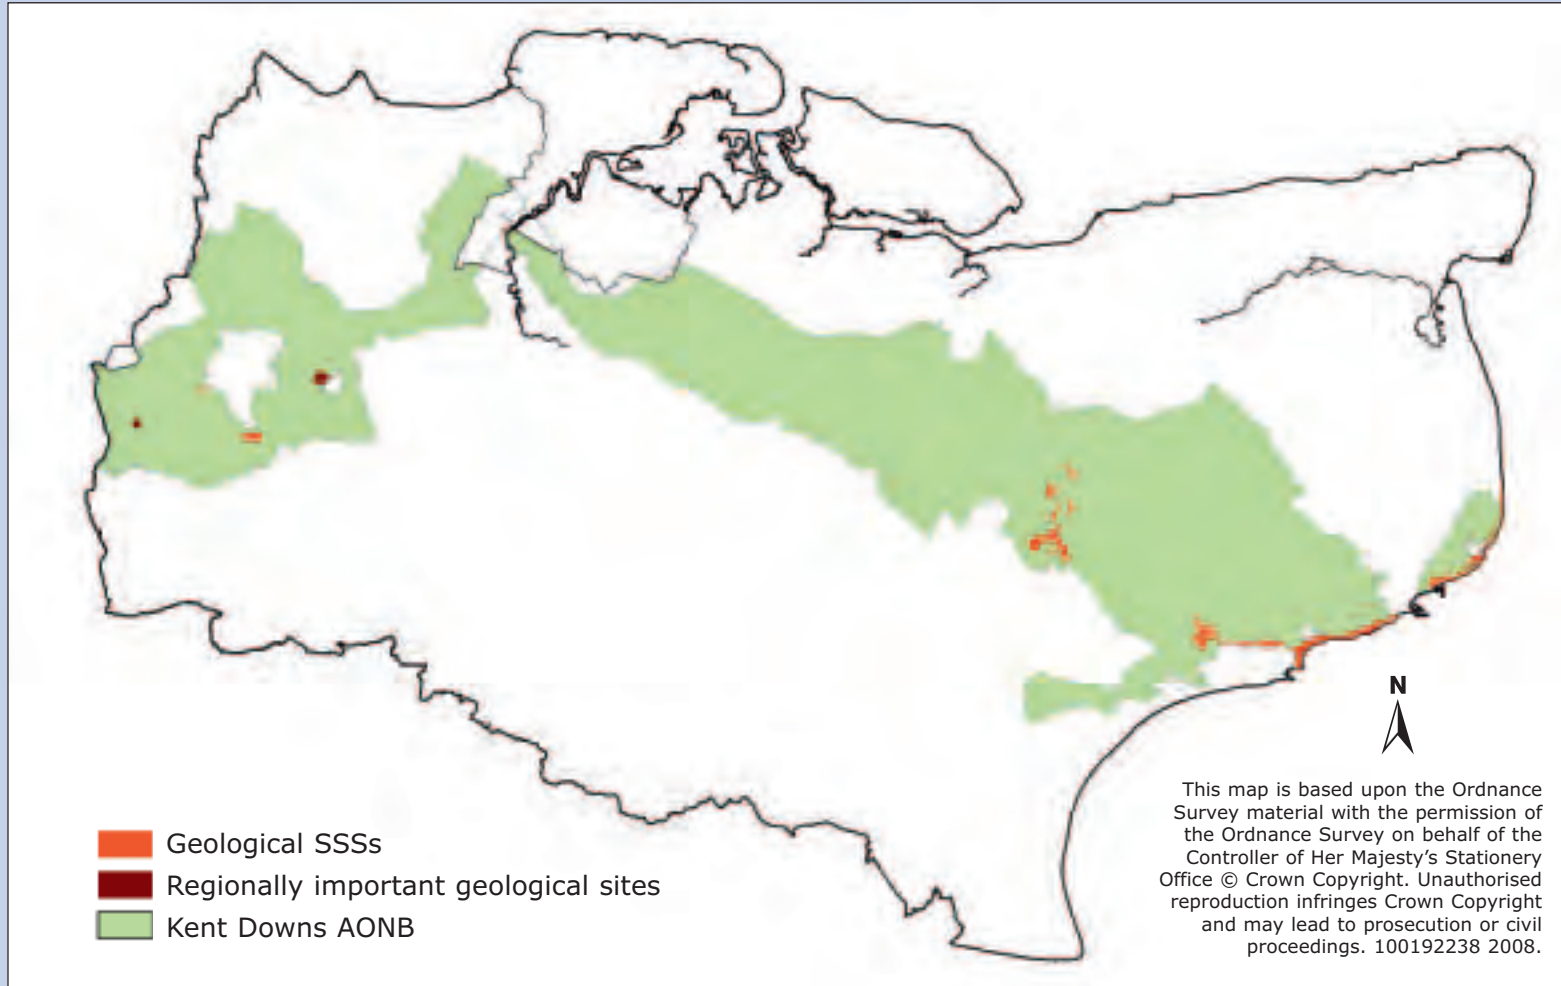 N
This map is based upon the Ordnance
Survey material with the permission of
the Ordnance Survey on behalf of the
Controller of Her Majesty's Stationery
Office © Crown Copyright. Unauthorised
reproduction infringes Crown Copyright
and may lead to prosecution or civil
proceedings. 100192238 2008.
Geological SSSs
Regionally important geological sites
Kent Downs AONB